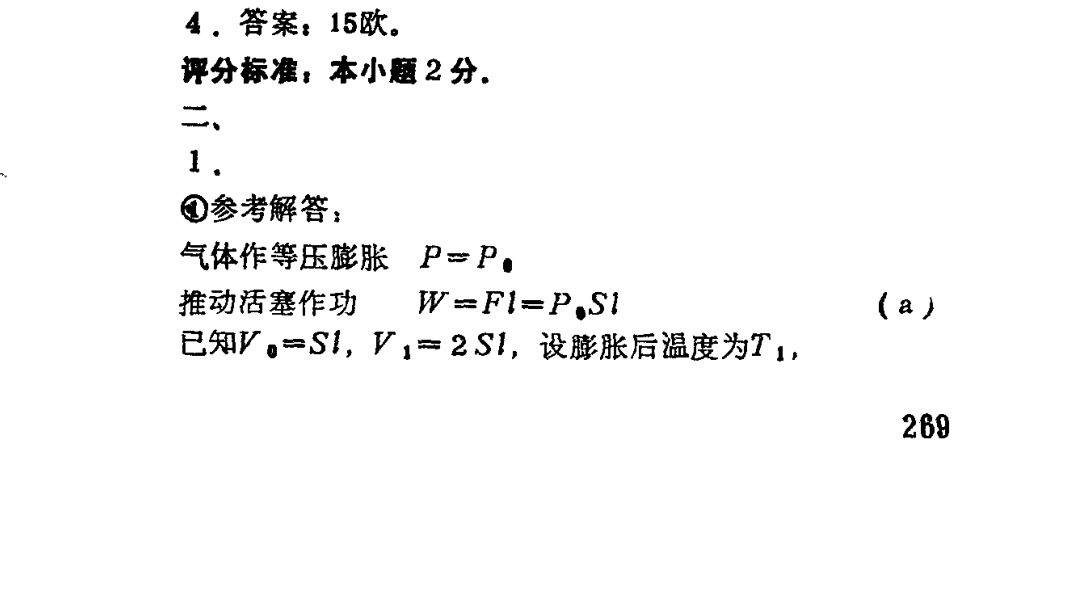 4．答案：15欧。
评分标准：本小题2分．
二、
1．
①参考解答：
气体作等压膨胀 P=P₀
推动活塞作功 W=Fl=P₀Sl (a)
已知V₀=Sl，V₁=2Sl，设膨胀后温度为T₁，
269